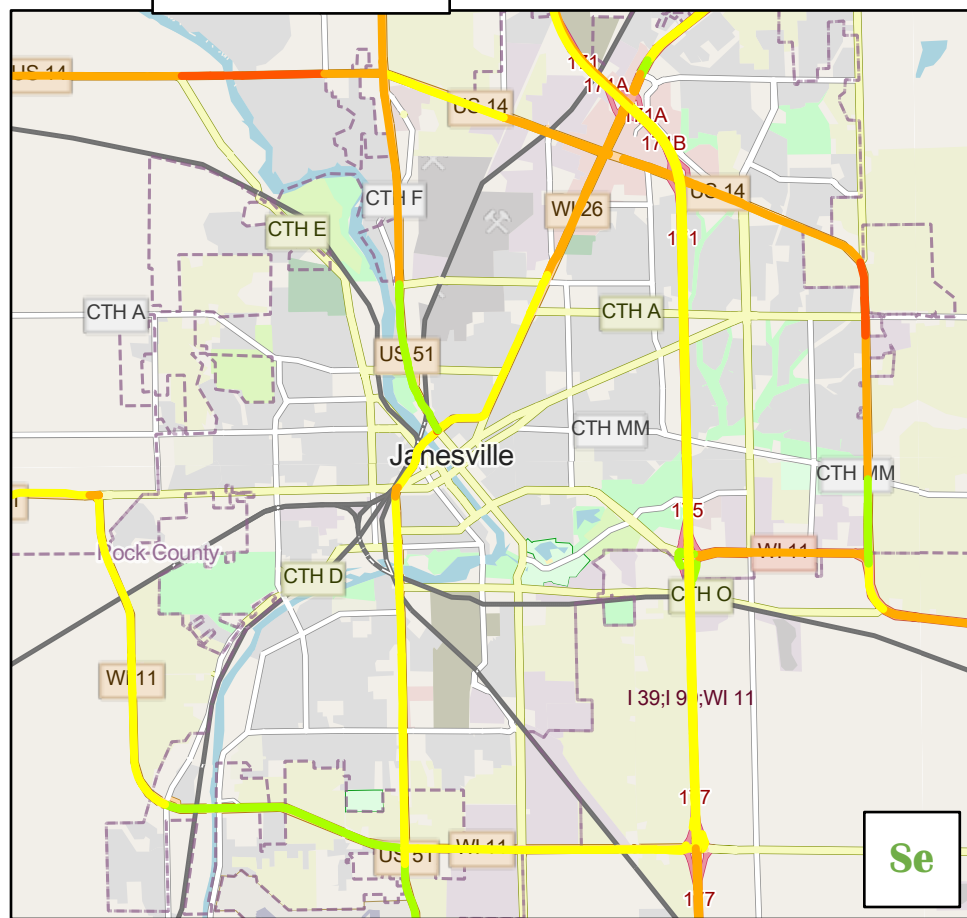 171
US 14
171A
US 14
171A
171B
US 14
CTH F
WI 26
CTH E
171
CTH A
CTH A
US 51
CTH MM
Janesville
CTH MM
175
Rock County
WI 11
CTH D
CTH O
WI 11
I 39;I 90;WI 11
177
US 51
WI 11
Se
177